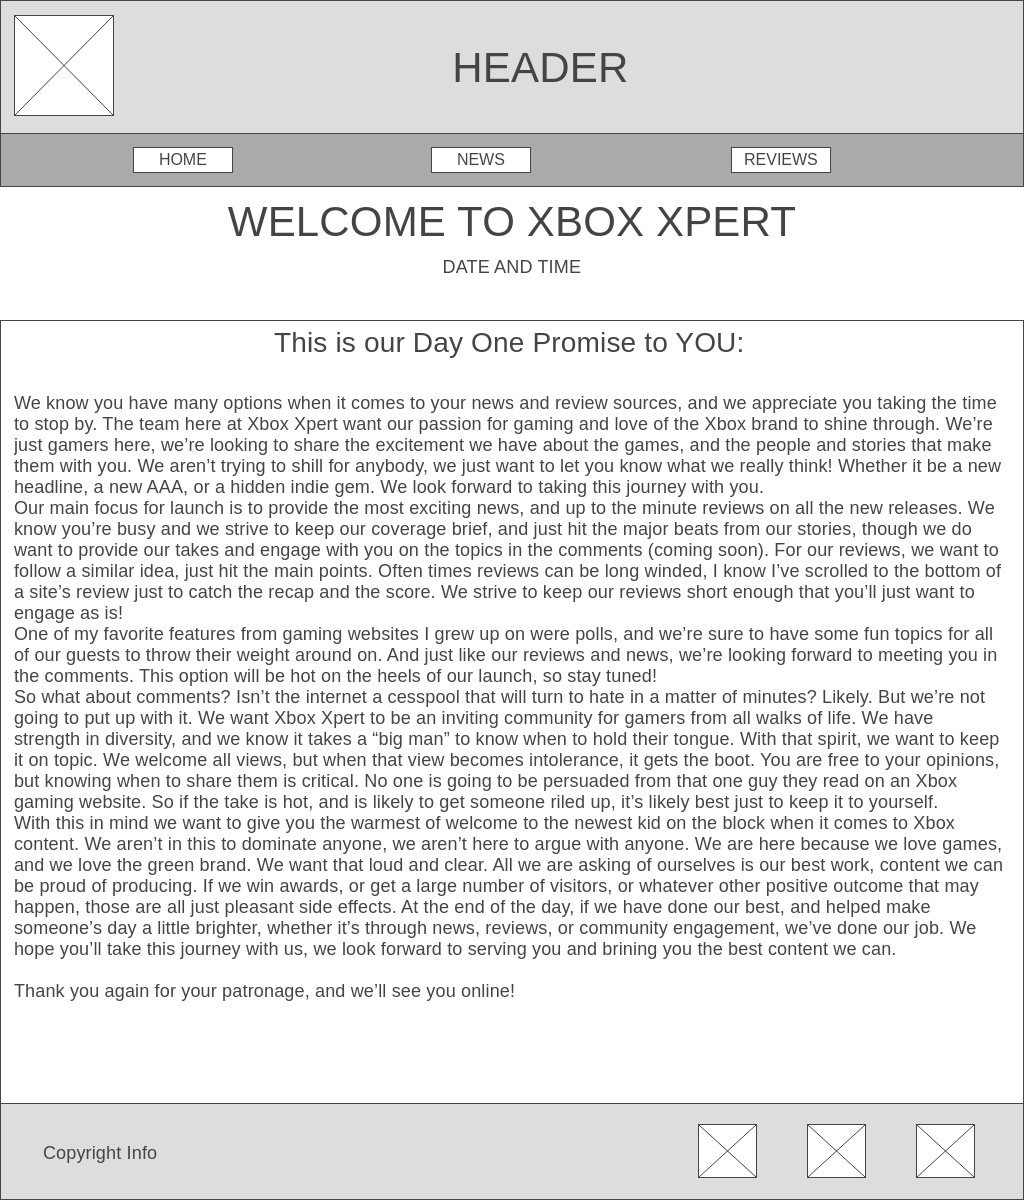 HEADER
HOME
NEWS
REVIEWS
WELCOME TO XBOX XPERT
DATE AND TIME
This is our Day One Promise to YOU:
We know you have many options when it comes to your news and review sources, and we appreciate you taking the time
to stop by. The team here at Xbox Xpert want our passion for gaming and love of the Xbox brand to shine through. We’re
just gamers here, we’re looking to share the excitement we have about the games, and the people and stories that make
them with you. We aren’t trying to shill for anybody, we just want to let you know what we really think! Whether it be a new
headline, a new AAA, or a hidden indie gem. We look forward to taking this journey with you.
Our main focus for launch is to provide the most exciting news, and up to the minute reviews on all the new releases. We
know you’re busy and we strive to keep our coverage brief, and just hit the major beats from our stories, though we do
want to provide our takes and engage with you on the topics in the comments (coming soon). For our reviews, we want to
follow a similar idea, just hit the main points. Often times reviews can be long winded, I know I’ve scrolled to the bottom of
a site’s review just to catch the recap and the score. We strive to keep our reviews short enough that you’ll just want to
engage as is!
One of my favorite features from gaming websites I grew up on were polls, and we’re sure to have some fun topics for all
of our guests to throw their weight around on. And just like our reviews and news, we’re looking forward to meeting you in
the comments. This option will be hot on the heels of our launch, so stay tuned!
So what about comments? Isn’t the internet a cesspool that will turn to hate in a matter of minutes? Likely. But we’re not
going to put up with it. We want Xbox Xpert to be an inviting community for gamers from all walks of life. We have
strength in diversity, and we know it takes a “big man” to know when to hold their tongue. With that spirit, we want to keep
it on topic. We welcome all views, but when that view becomes intolerance, it gets the boot. You are free to your opinions,
but knowing when to share them is critical. No one is going to be persuaded from that one guy they read on an Xbox
gaming website. So if the take is hot, and is likely to get someone riled up, it’s likely best just to keep it to yourself.
With this in mind we want to give you the warmest of welcome to the newest kid on the block when it comes to Xbox
content. We aren’t in this to dominate anyone, we aren’t here to argue with anyone. We are here because we love games,
and we love the green brand. We want that loud and clear. All we are asking of ourselves is our best work, content we can
be proud of producing. If we win awards, or get a large number of visitors, or whatever other positive outcome that may
happen, those are all just pleasant side effects. At the end of the day, if we have done our best, and helped make
someone’s day a little brighter, whether it’s through news, reviews, or community engagement, we’ve done our job. We
hope you’ll take this journey with us, we look forward to serving you and brining you the best content we can.
Thank you again for your patronage, and we’ll see you online!
Copyright Info